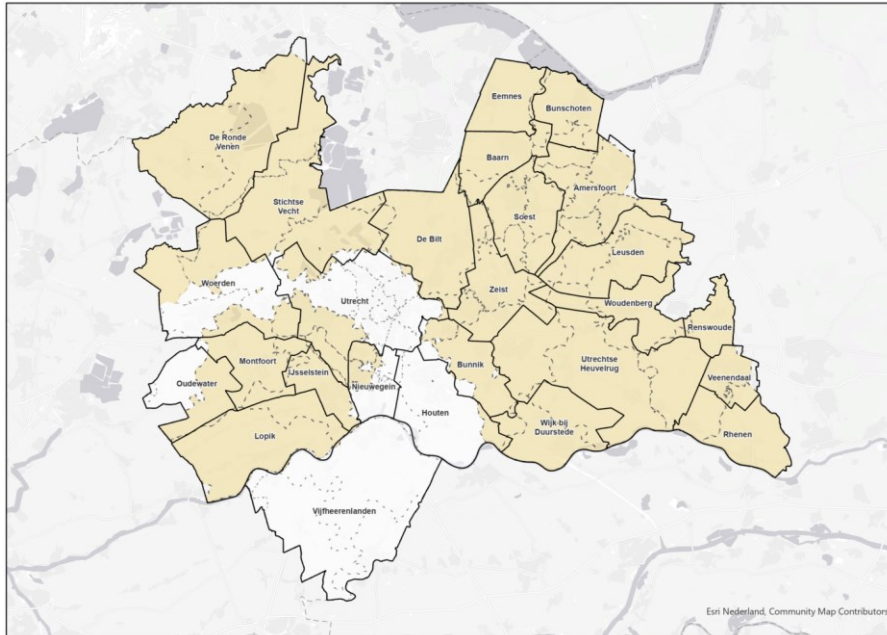 Eemnes
Bunschoten
De Ronde
Venen
Baarn
Amersfoort
Stichtse
Vecht
Soest
De Bilt
Leusden
Woerden
Zeist
Utrecht
Woudenberg
Renswoude
Montfoort
Bunnik
Utrechtse
Heuvelrug
IJsselstein
Veenendaal
Oudewater
Nieuwegein
Houten
Wijk bij
Duurstede
Rhenen
Lopik
Vijfheerenlanden
Esri Nederland, Community Map Contributors